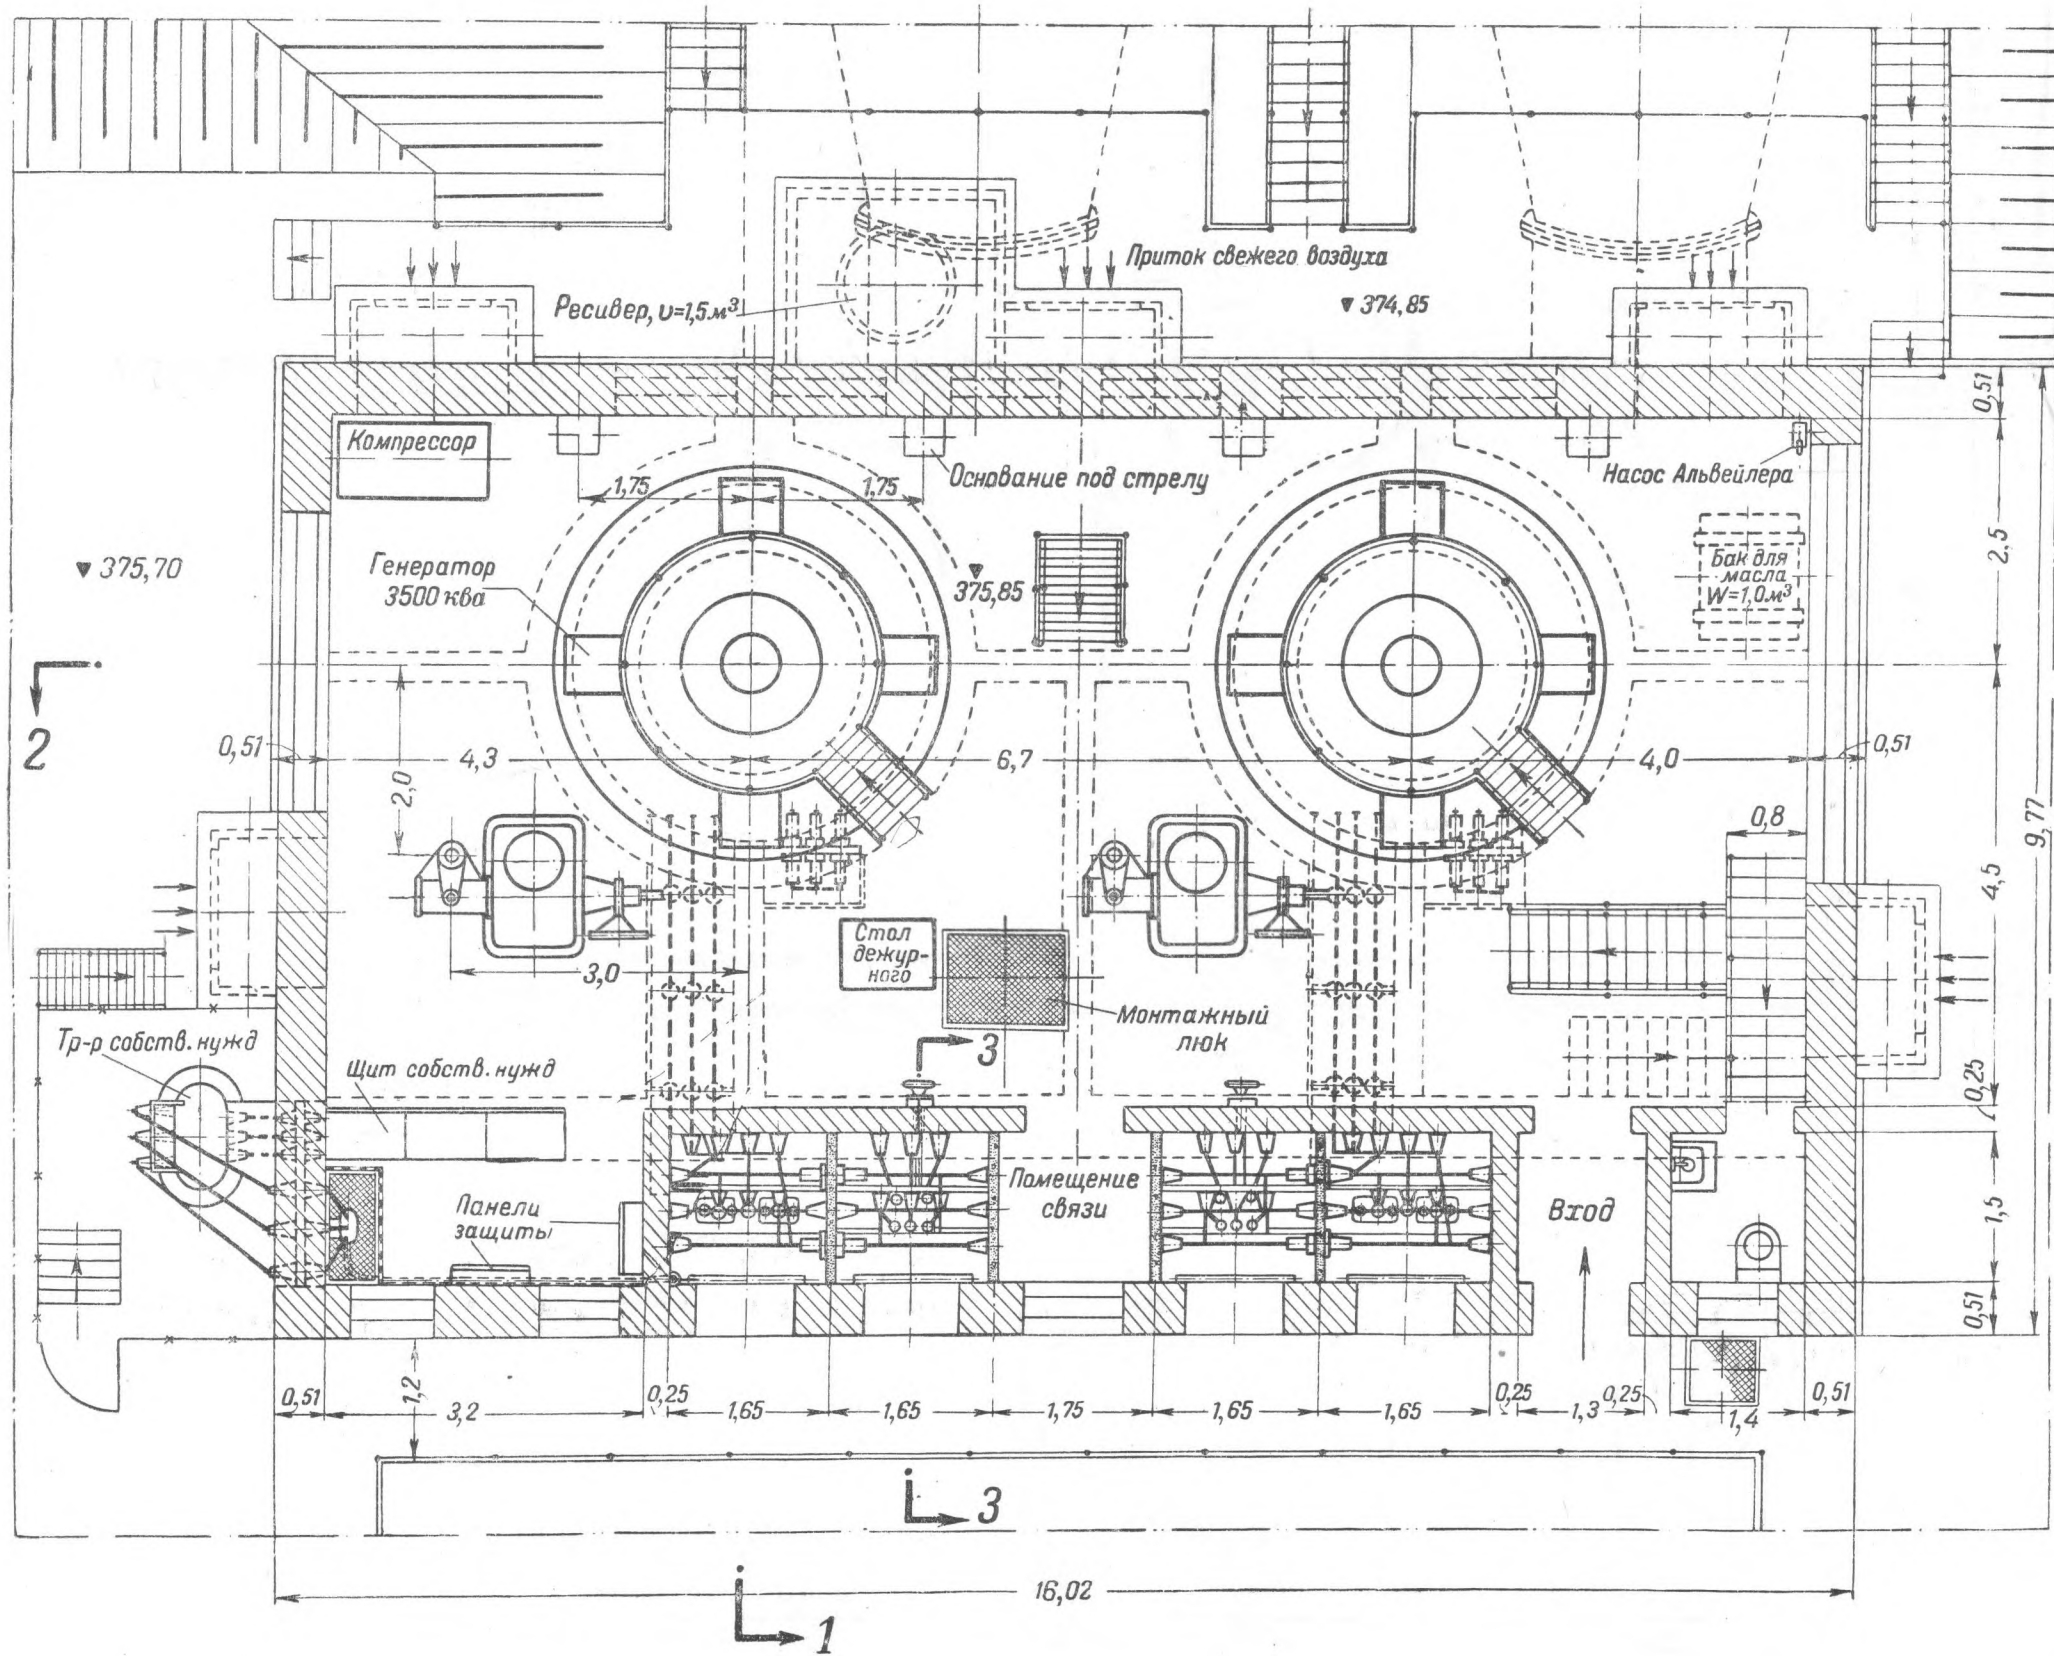 Приток свежего воздуха
Ресивер, υ=1,5м³
▼374,85
0,51
Компрессор
Основание под стрелу
Насос Альвейлера
1,75
1,75
2,5
▼375,70
Генератор
3500 ква
▼
375,85
Бак для
масла
W=1,0м³
2
0,51
4,3
6,7
4,0
0,51
2,0
0,8
9,77
4,5
3,0
Стол
дежур-
ного
Монтажный
люк
Тр-р собств. нужд
3
Щит собств. нужд
0,25
Панели
защиты
Помещение
связи
Вход
1,5
0,51
1,2
0,51
3,2
0,25
1,65
1,65
1,75
1,65
1,65
0,25
1,3
0,25
1,4
0,51
3
16,02
1